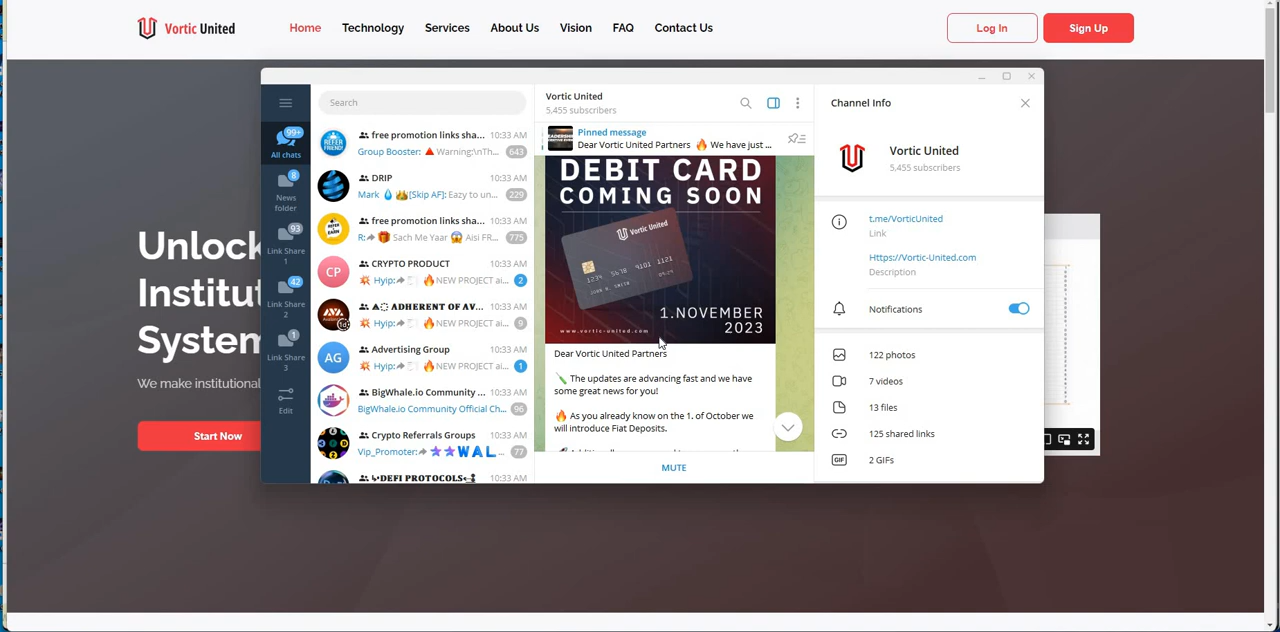 Vortic United
Home
Technology
Services
About Us
Vision
FAQ
Contact Us
Log In
Sign Up
Unlock
Institut
System
We make institutional
Start Now
99+
All chats
8
News folder
93
Link Share 1
42
Link Share 2
1
Link Share 3
Edit
Search
free promotion links sha... 10:33 AM
Group Booster: 🔺 Warning:\nTh... 643
REFER FRIEND!
DRIP 10:33 AM
Mark 💧 👑[Skip AF]: Eazy to un... 229
free promotion links sha... 10:33 AM
R: 🎁 Sach Me Yaar 😱 Aisi FR... 775
CP
CRYPTO PRODUCT 10:33 AM
💥 Hyip: 🔥NEW PROJECT ai... 2
ADHERENT OF AV... 10:33 AM
💥 Hyip: 🔥NEW PROJECT ai... 9
1d
AG
Advertising Group 10:33 AM
💥 Hyip: 🔥NEW PROJECT ai... 1
BigWhale.io Community ... 10:33 AM
BigWhale.io Community Official Ch... 96
Crypto Referrals Groups 10:33 AM
Vip_Promoter: ★★W A L... 77
DEFI PROTOCOLS 10:33 AM
Vortic United
5,455 subscribers
Pinned message
Dear Vortic United Partners 🔥 We have just ...
DEBIT CARD
COMING SOON
Vortic United
1234 5678 9101 1121
JOHN H. SMITH
1.NOVEMBER
2023
www.vortic-united.com
Dear Vortic United Partners
The updates are advancing fast and we have
some great news for you!
🔥 As you already know on the 1. of October we
will introduce Fiat Deposits.
MUTE
Channel Info
Vortic United
5,455 subscribers
t.me/VorticUnited
Link
Https://Vortic-United.com
Description
Notifications
122 photos
7 videos
13 files
125 shared links
GIF
2 GIFs